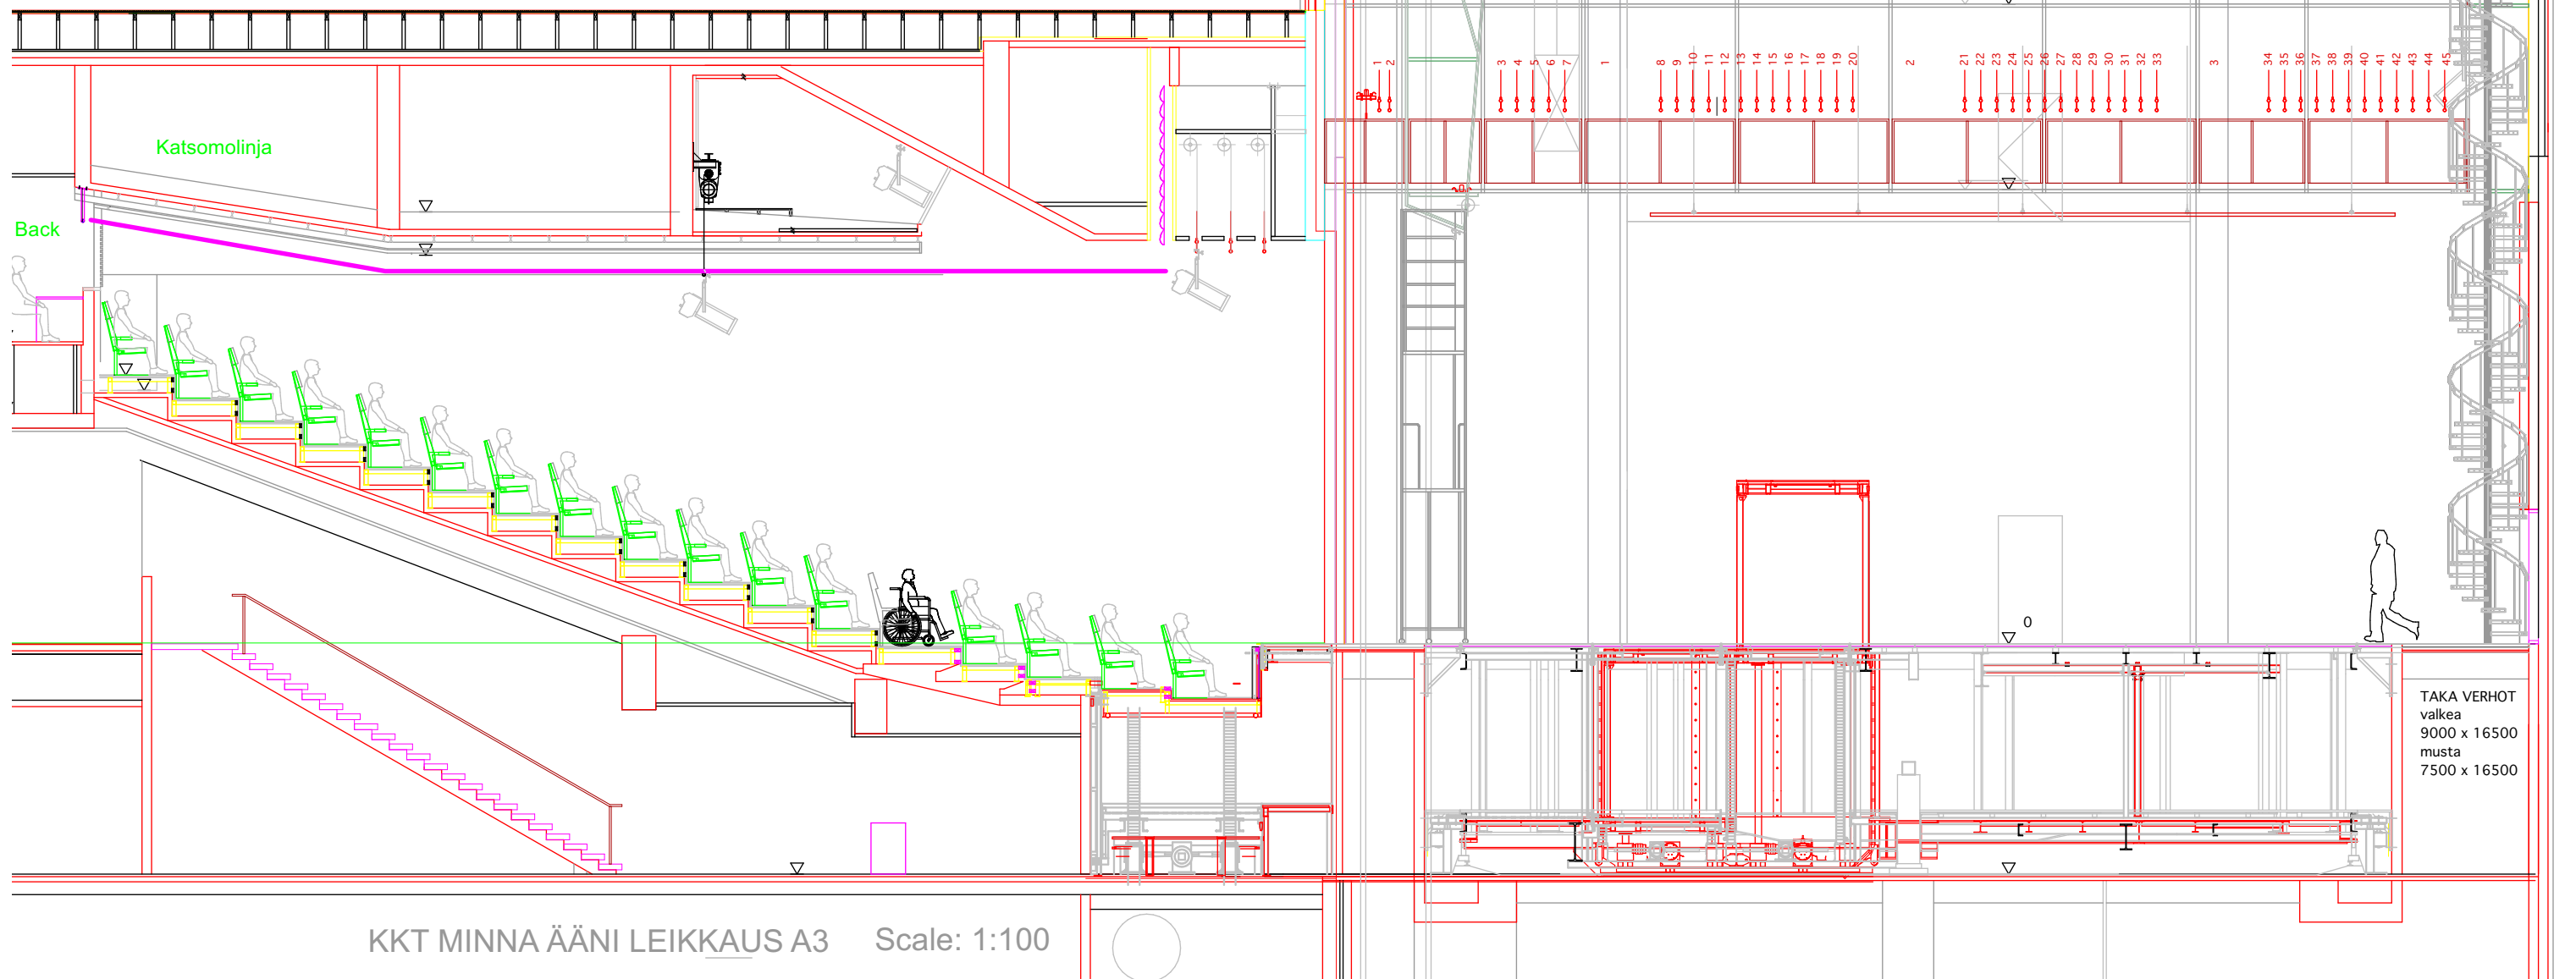 1 2 3 4 5 6 7 1 8 9 10 11 12 13 14 15 16 17 18 19 20 2 21 22 23 24 25 26 27 28 29 30 31 32 33 3 34 35 36 37 38 39 40 41 42 43 44 45
Katsomolinja
Back
0
TAKA VERHOT
valkea
9000 x 16500
musta
7500 x 16500
KKT MINNA ÄÄNI LEIKKAUS A3 Scale: 1:100